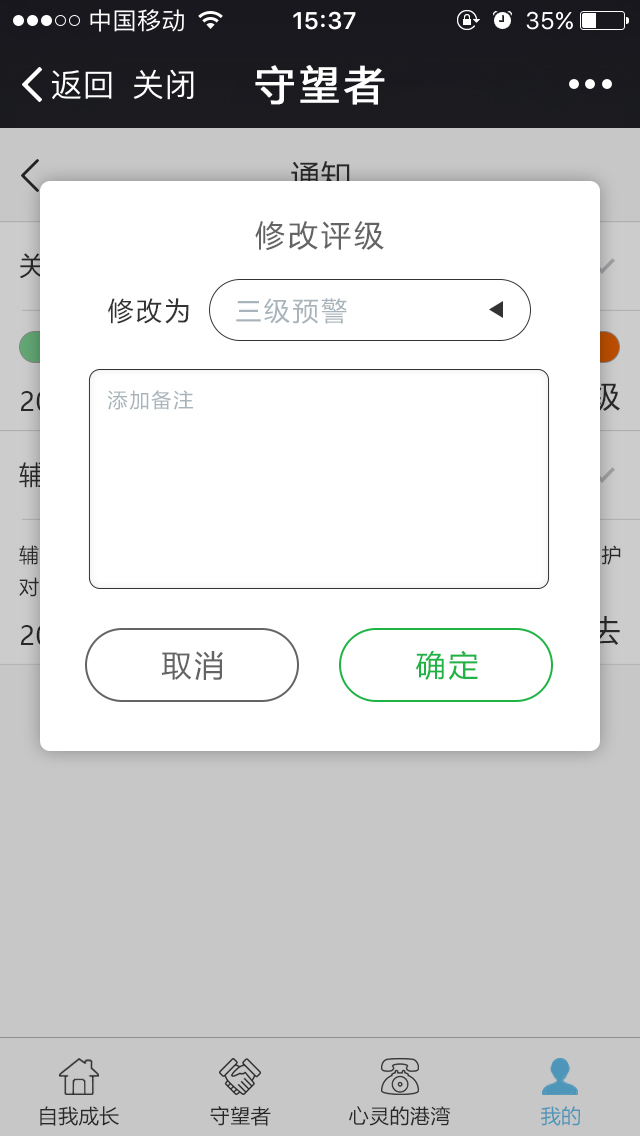 中国移动 15:37 35%
返回 关闭 守望者
通知
修改评级
关
修改为 三级预警
添加备注
20 级
辅
辅 护
对
20 去
取消 确定
自我成长 守望者 心灵的港湾 我的